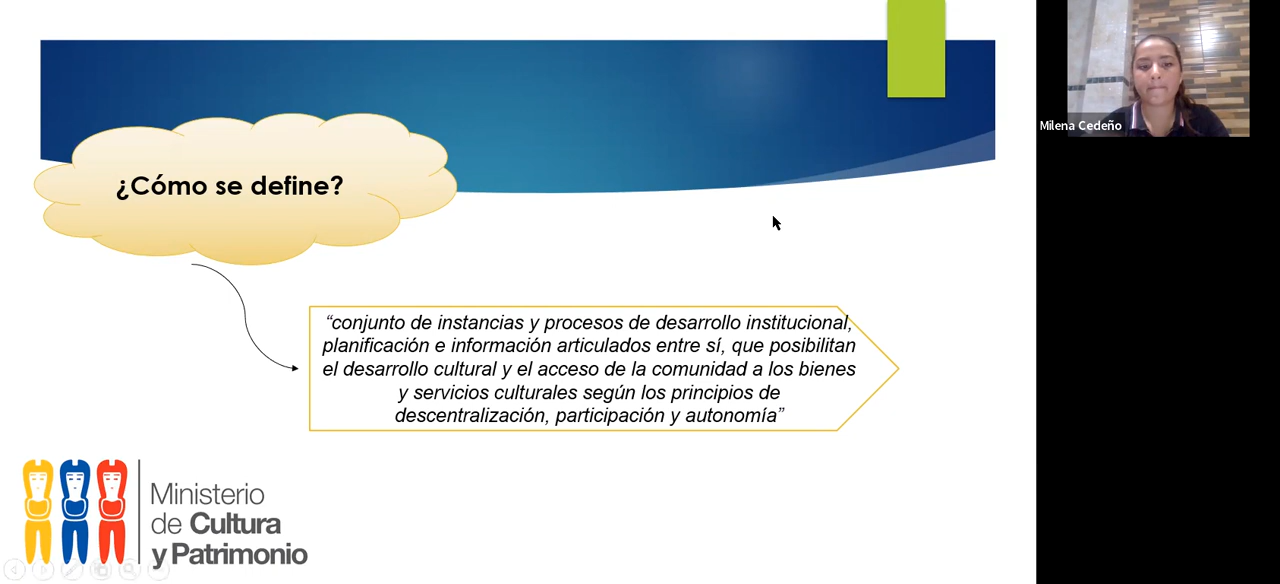 ¿Cómo se define?
“conjunto de instancias y procesos de desarrollo institucional,
planificación e información articulados entre sí, que posibilitan
el desarrollo cultural y el acceso de la comunidad a los bienes
y servicios culturales según los principios de
descentralización, participación y autonomía”
Ministerio
de Cultura
y Patrimonio
Milena Cedeño